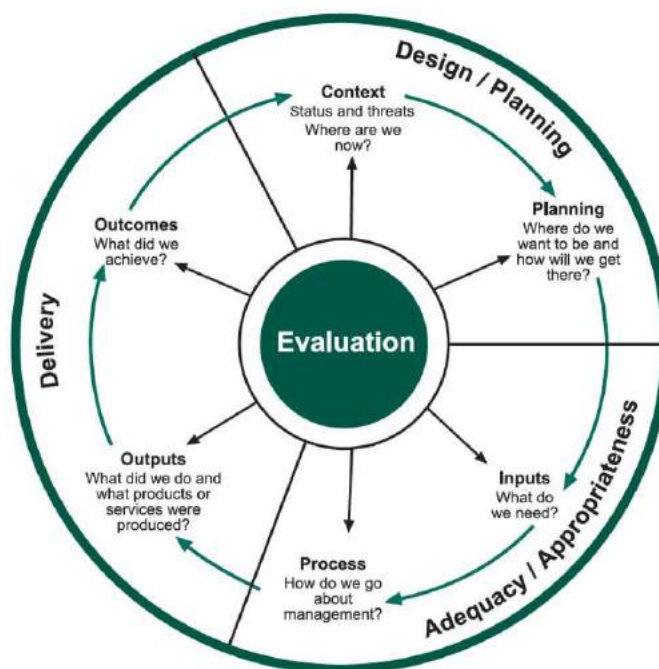 Design / Planning
Context
Status and threats
Where are we
now?
Planning
Where do we
want to be and
how will we get
there?
Outcomes
What did we
achieve?
Evaluation
Delivery
Inputs
What do
we need?
Outputs
What did we do and
what products or
services were
produced?
Process
How do we go
about
management?
Adequacy / Appropriateness